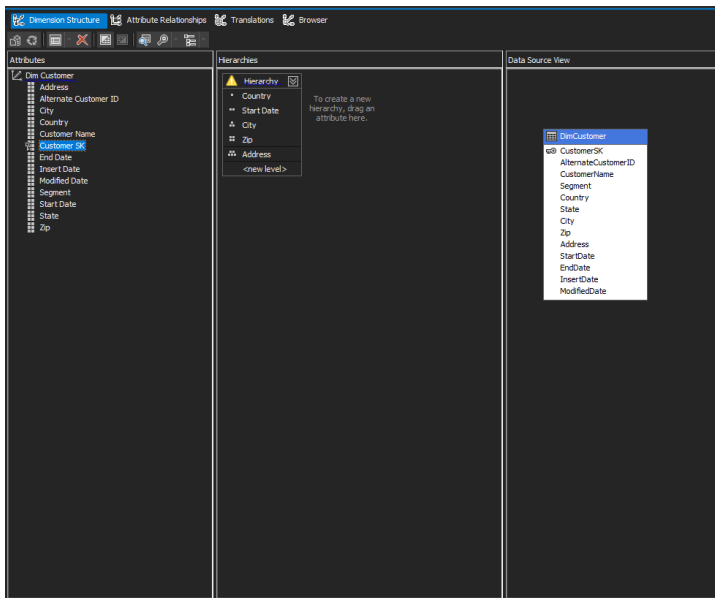 Dimension Structure Attribute Relationships Translations Browser
Attributes
Dim Customer
Address
Alternate Customer ID
City
Country
Customer Name
Customer SK
End Date
Insert Date
Modified Date
Segment
Start Date
State
Zip
Hierarchies
Hierarchy
Country
Start Date
City
Zip
Address
<new level>
To create a new
hierarchy, drag an
attribute here.
Data Source View
DimCustomer
CustomerSK
AlternateCustomerID
CustomerName
Segment
Country
State
City
Zip
Address
StartDate
EndDate
InsertDate
ModifiedDate